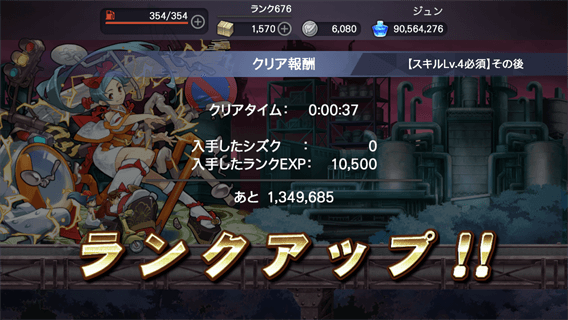 ランク676
ジュン
354/354
1,570
6,080
90,564,276
クリア報酬
【スキルLv.4必須】その後
クリアタイム： 0:00:37
入手したシズク ： 0
入手したランクEXP： 10,500
あと 1,349,685
ランクアップ!!